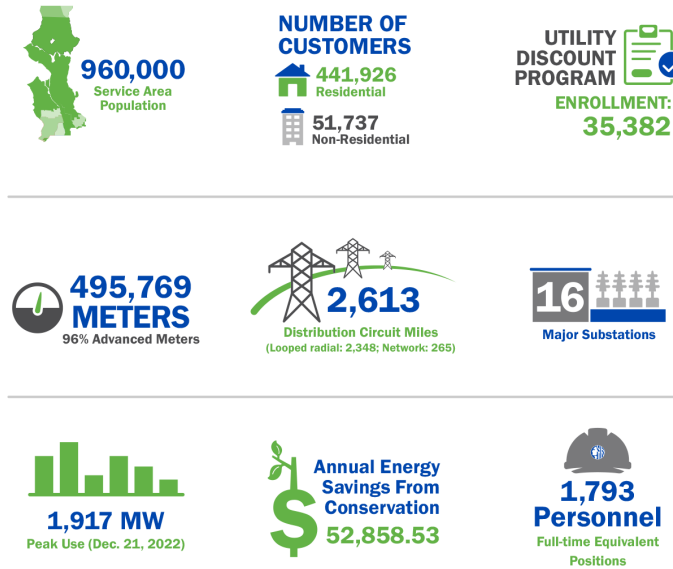 960,000
Service Area
Population
NUMBER OF
CUSTOMERS
441,926
Residential
51,737
Non-Residential
UTILITY
DISCOUNT
PROGRAM
ENROLLMENT:
35,382
495,769
METERS
96% Advanced Meters
2,613
Distribution Circuit Miles
(Looped radial: 2,348; Network: 265)
16
Major Substations
1,917 MW
Peak Use (Dec. 21, 2022)
Annual Energy
Savings From
Conservation
52,858.53
1,793
Personnel
Full-time Equivalent
Positions